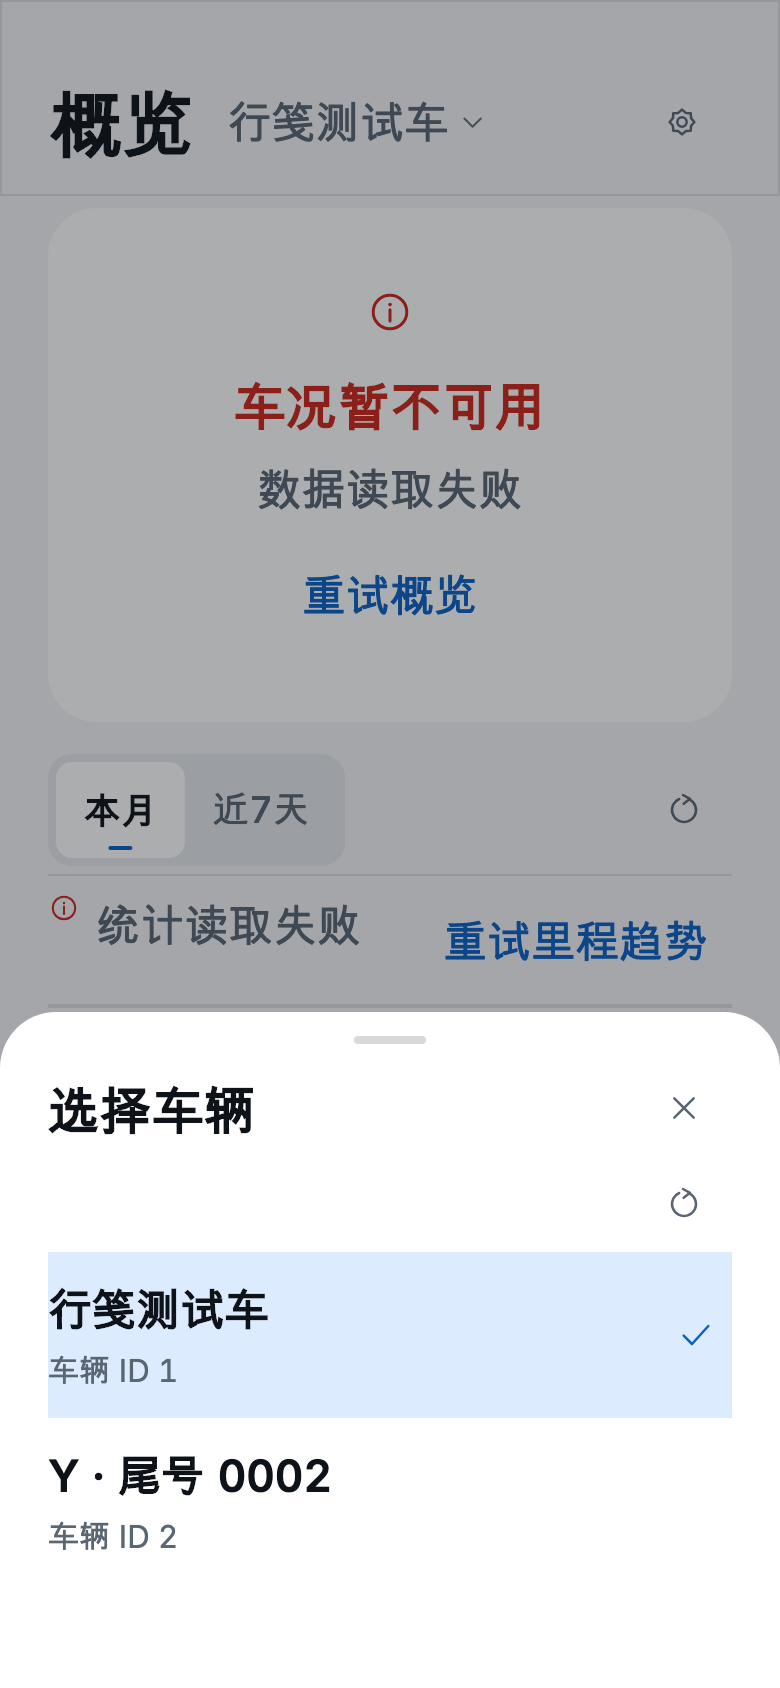 概览 行笺测试车
车况暂不可用
数据读取失败
重试概览
本月 近7天
统计读取失败 重试里程趋势
选择车辆
行笺测试车
车辆 ID 1
Y · 尾号 0002
车辆 ID 2